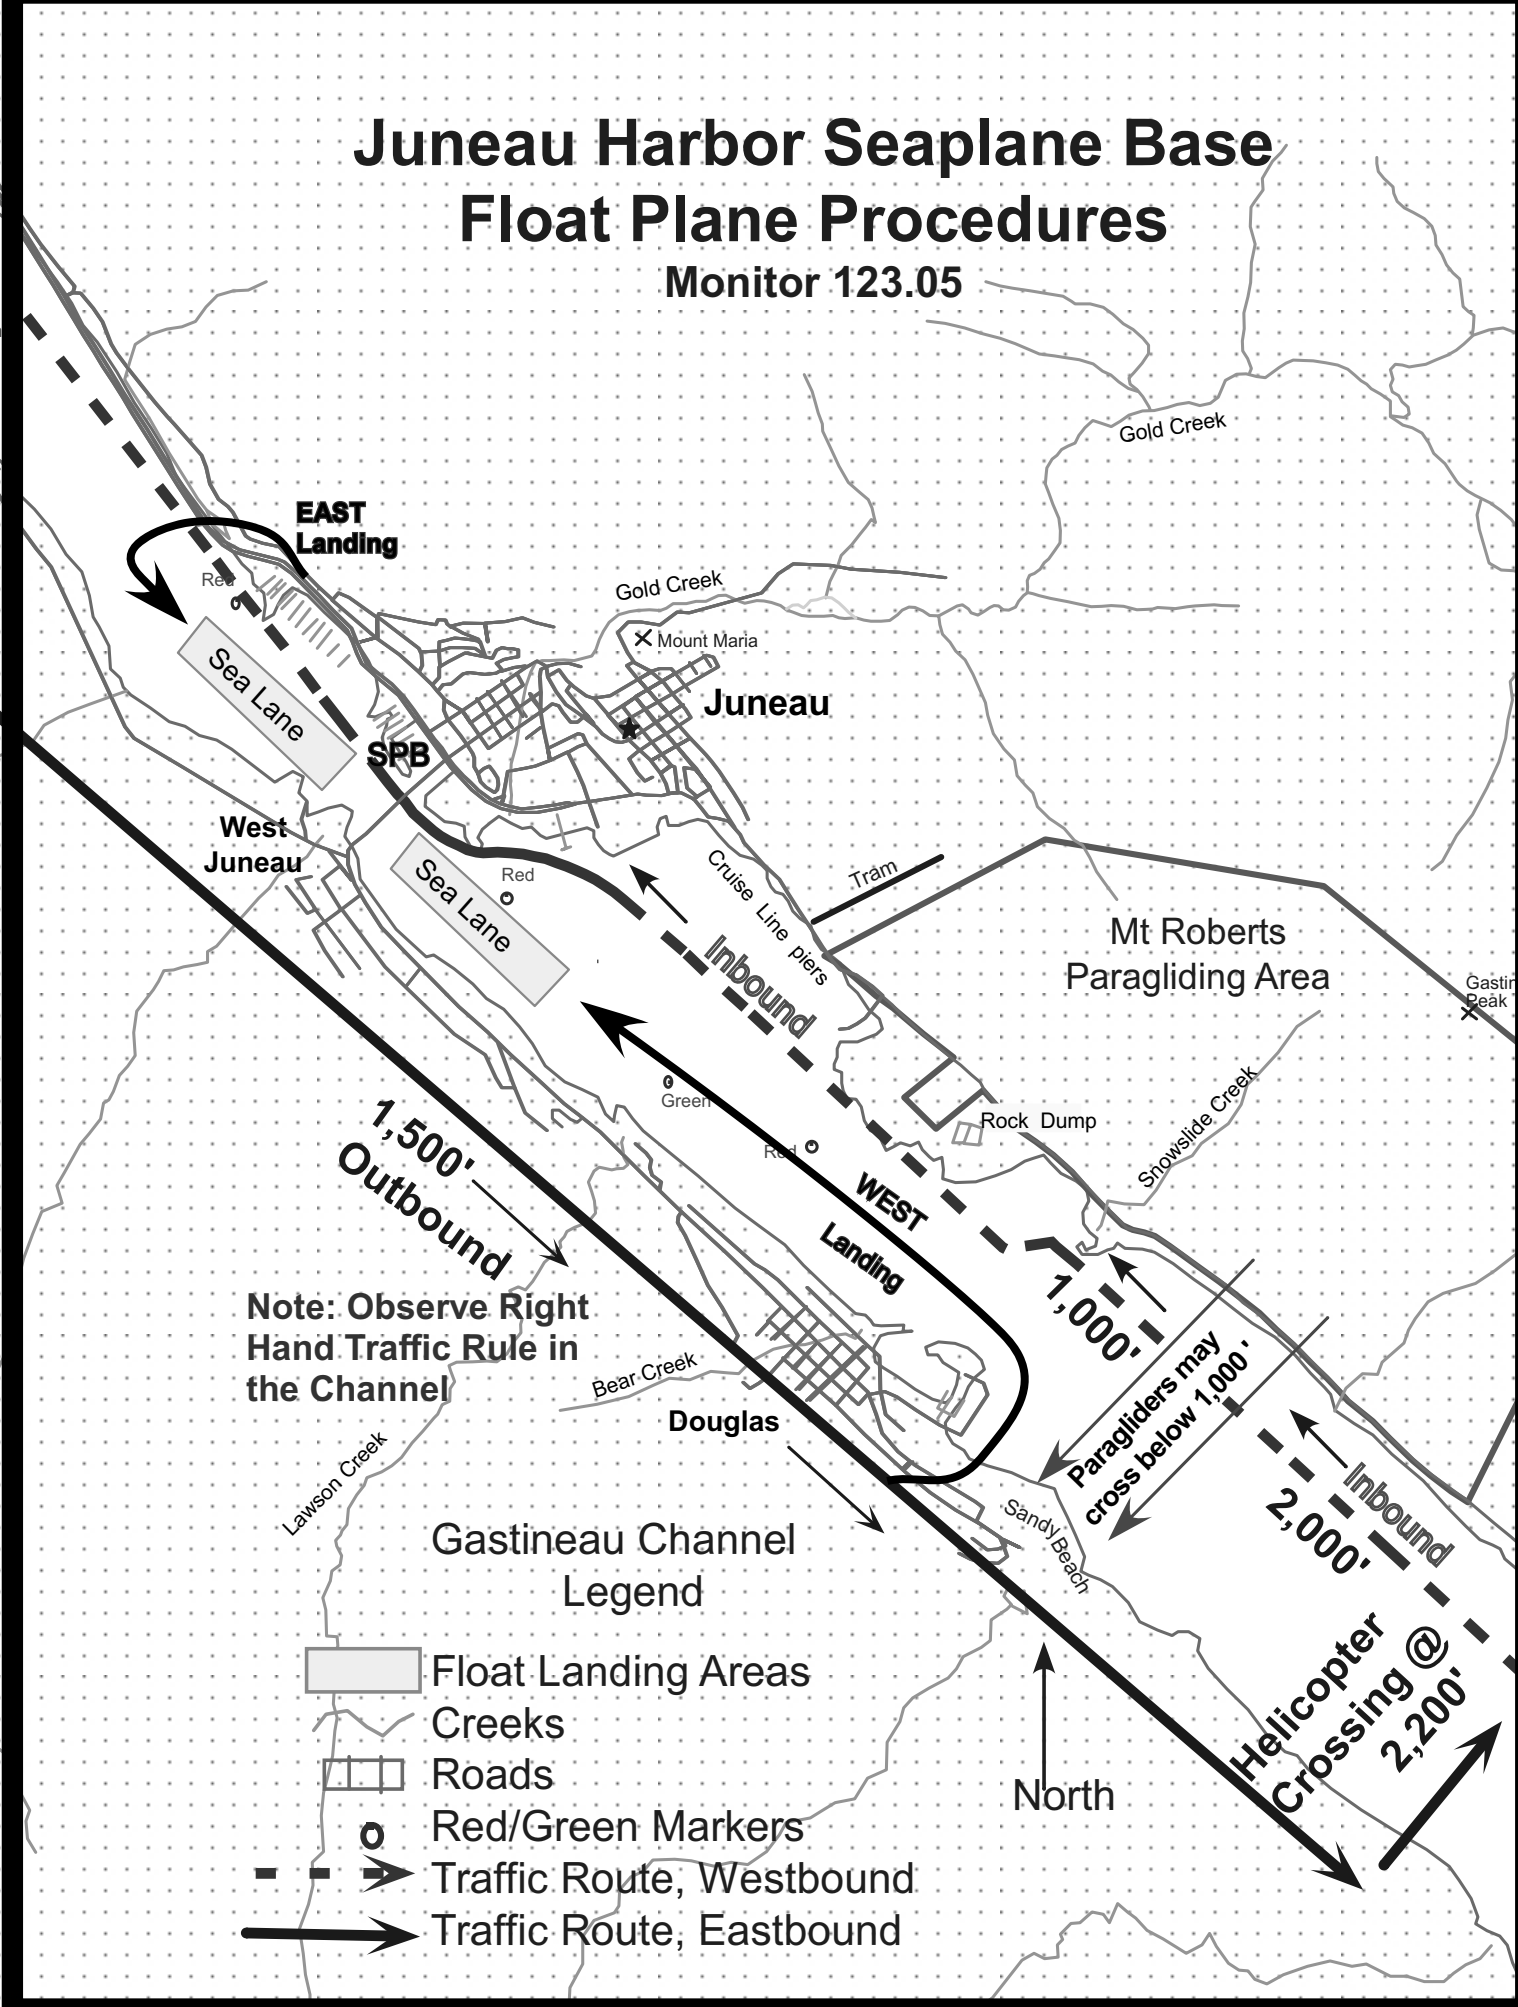 Juneau Harbor Seaplane Base
Float Plane Procedures
Monitor 123.05
Gold Creek
EAST
Landing
Red
Gold Creek
Mount Maria
Juneau
Sea Lane
SPB
West
Juneau
Sea Lane
Red
Cruise Line piers
Tram
Mt Roberts
Paragliding Area
Peak
Inbound
Green
Red
Rock Dump
Snowslide Creek
1,500'
Outbound
WEST
Landing
1,000'
Note: Observe Right
Hand Traffic Rule in
the Channel
Bear Creek
Douglas
Paragliders may
cross below 1,000'
Lawson Creek
Inbound
2,000'
Sandy Beach
Helicopter
Crossing @
2,200'
North
Gastineau Channel
Legend
Float Landing Areas
Creeks
Roads
Red/Green Markers
Traffic Route, Westbound
Traffic Route, Eastbound